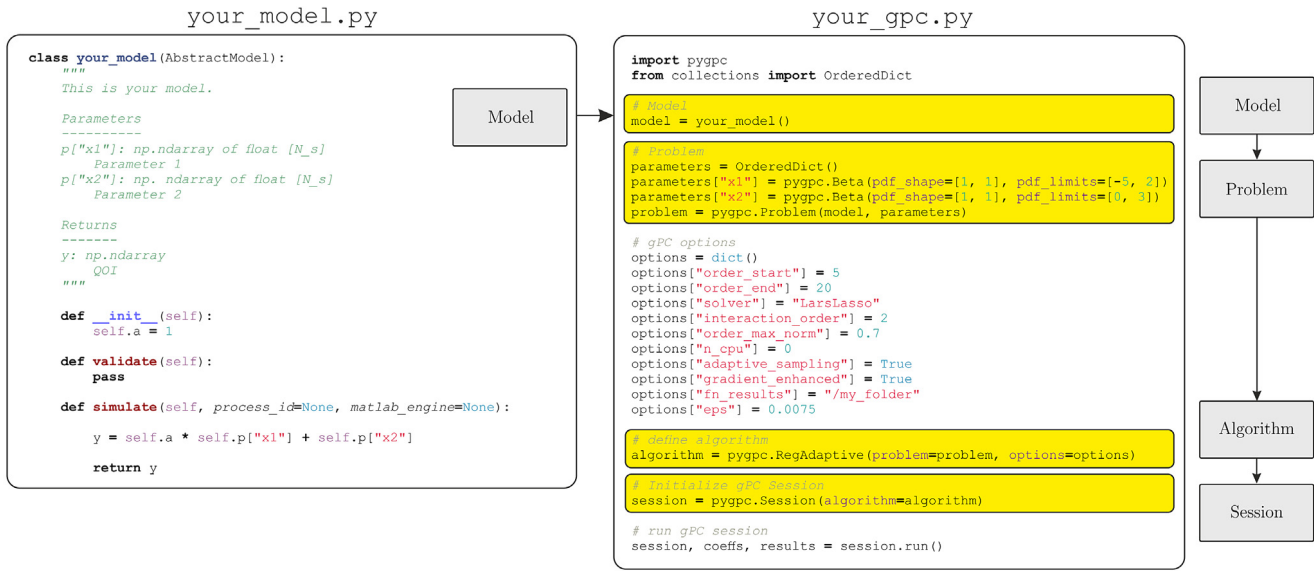 your_model.py
class your_model(AbstractModel):
"""
This is your model.
Parameters
----------
p["x1"]: np.ndarray of float [N_s]
Parameter 1
p["x2"]: np. ndarray of float [N_s]
Parameter 2
Returns
-------
y: np.ndarray
QOI
"""
def __init__(self):
self.a = 1
def validate(self):
pass
def simulate(self, process_id=None, matlab_engine=None):
y = self.a * self.p["x1"] + self.p["x2"]
return y
Model
your_gpc.py
import pygpc
from collections import OrderedDict
# Model
model = your_model()
# Problem
parameters = OrderedDict()
parameters["x1"] = pygpc.Beta(pdf_shape=[1, 1], pdf_limits=[-5, 2])
parameters["x2"] = pygpc.Beta(pdf_shape=[1, 1], pdf_limits=[0, 3])
problem = pygpc.Problem(model, parameters)
# gPC options
options = dict()
options["order_start"] = 5
options["order_end"] = 20
options["solver"] = "LarsLasso"
options["interaction_order"] = 2
options["order_max_norm"] = 0.7
options["n_cpu"] = 0
options["adaptive_sampling"] = True
options["gradient_enhanced"] = True
options["fn_results"] = "/my_folder"
options["eps"] = 0.0075
# define algorithm
algorithm = pygpc.RegAdaptive(problem=problem, options=options)
# Initialize gPC Session
session = pygpc.Session(algorithm=algorithm)
# run gPC session
session, coeffs, results = session.run()
Model
Problem
Algorithm
Session